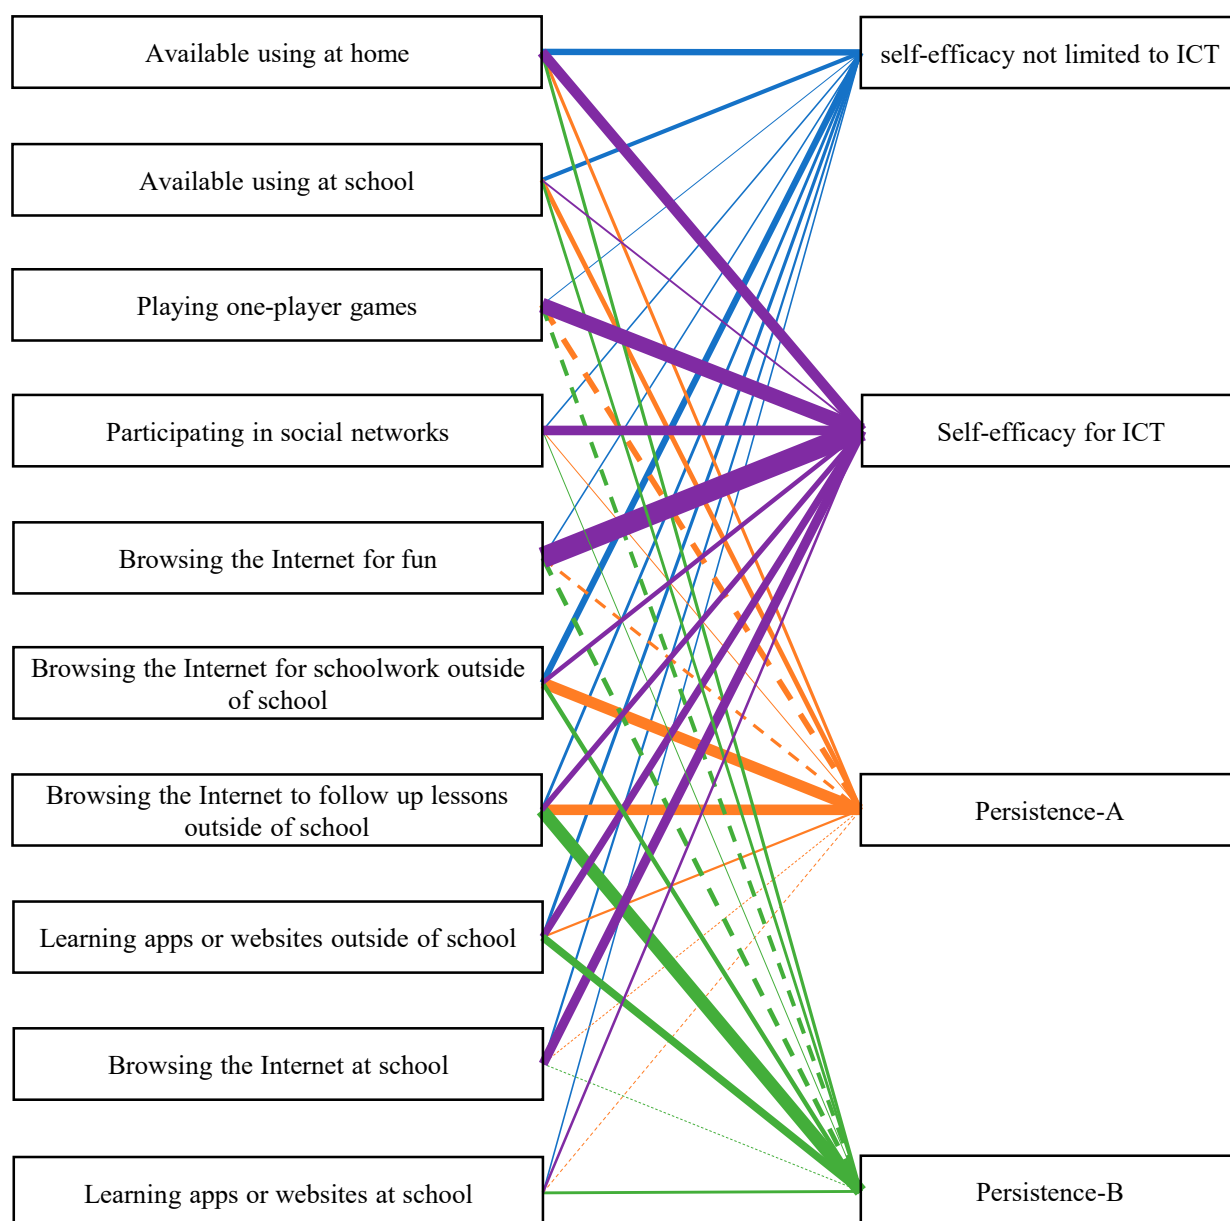 Available using at home
self-efficacy not limited to ICT
Available using at school
Playing one-player games
Participating in social networks
Self-efficacy for ICT
Browsing the Internet for fun
Browsing the Internet for schoolwork outside
of school
Browsing the Internet to follow up lessons
outside of school
Persistence-A
Learning apps or websites outside of school
Browsing the Internet at school
Learning apps or websites at school
Persistence-B